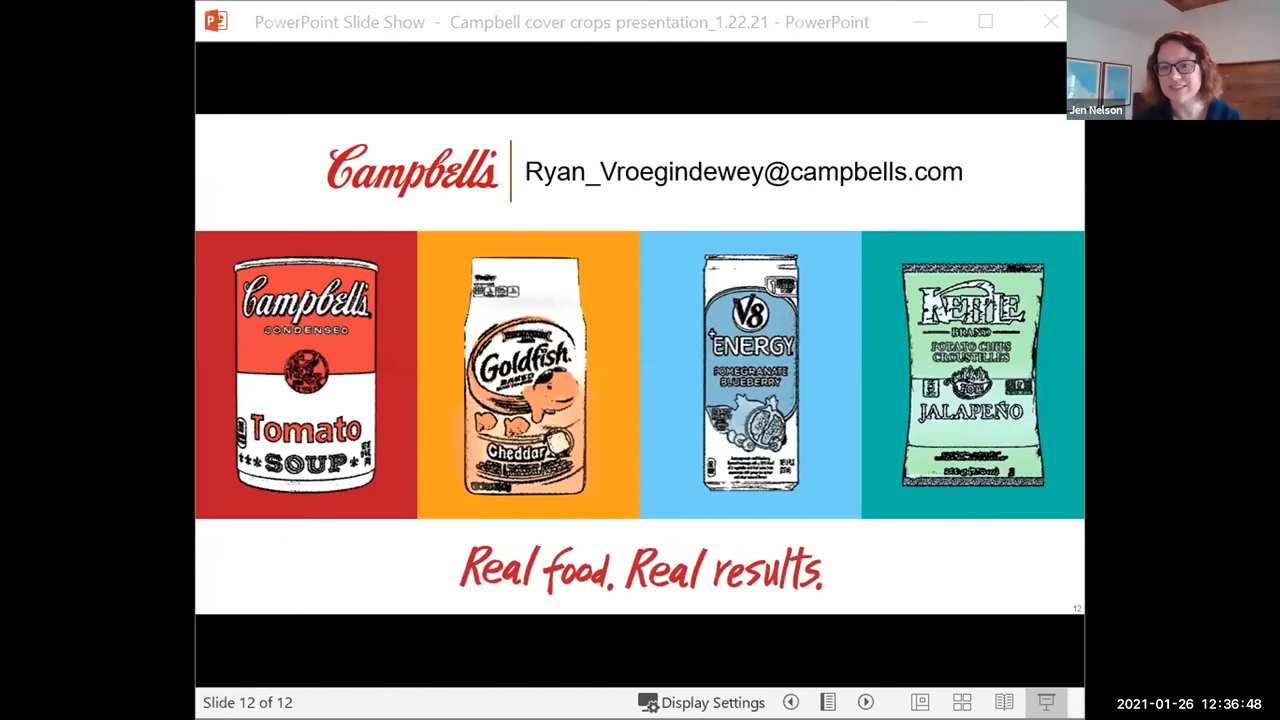 PowerPoint Slide Show - Campbell cover crops presentation_1.22.21 - PowerPoint
Jen Nelson
Campbell's
Ryan_Vroegindewey@campbells.com
Campbell's
CONDENSED
Tomato
SOUP
Goldfish
BAKED
Cheddar
V8
+ENERGY
POMEGRANATE
BLUEBERRY
KETTLE
BRAND
POTATO CHIPS
CROUSTILLES
JALAPEÑO
Real food. Real results.
12
Slide 12 of 12
Display Settings
2021-01-26 12:36:48